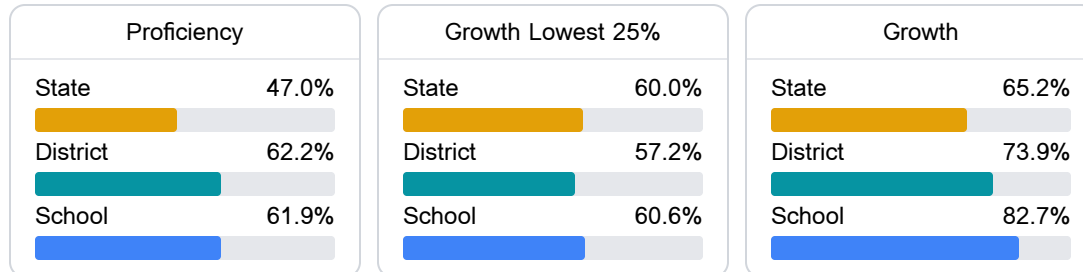 Proficiency
State 47.0%
District 62.2%
School 61.9%
Growth Lowest 25%
State 60.0%
District 57.2%
School 60.6%
Growth
State 65.2%
District 73.9%
School 82.7%